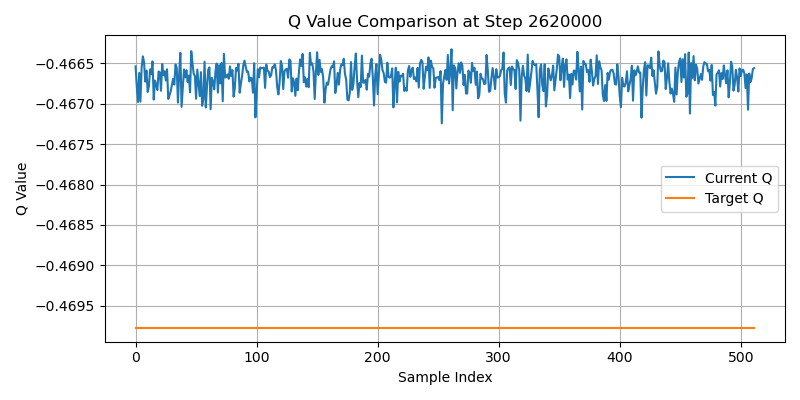 Q Value Comparison at Step 2620000
Q Value
−0.4665
−0.4670
−0.4675
−0.4680
−0.4685
−0.4690
−0.4695
Current Q
Target Q
0
100
200
300
400
500
Sample Index